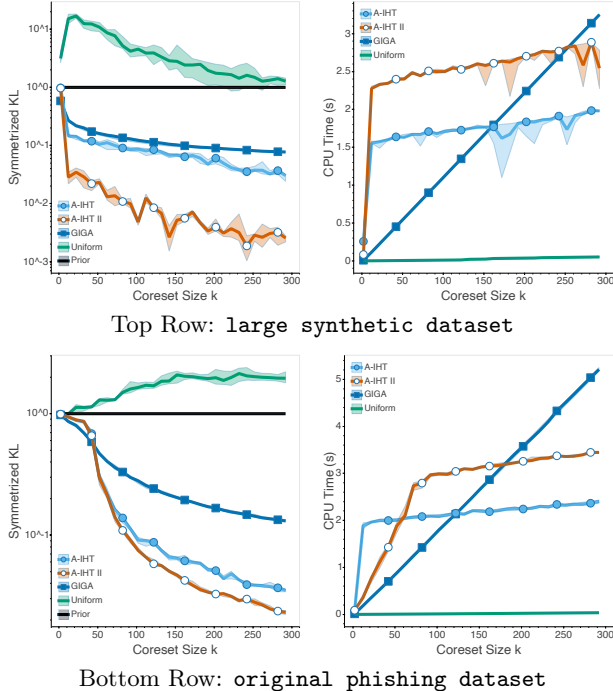 Symmetrized KL
10^1
10^0
10^-1
10^-2
10^-3
A-IHT
A-IHT II
GIGA
Uniform
Prior
0 50 100 150 200 250 300
Coreset Size k
CPU Time (s)
3
2.5
2
1.5
1
0.5
0
A-IHT
A-IHT II
GIGA
Uniform
0 50 100 150 200 250 300
Coreset Size k
Top Row: large synthetic dataset
Symmetrized KL
10^0
10^-1
A-IHT
A-IHT II
GIGA
Uniform
Prior
0 50 100 150 200 250 300
Coreset Size k
CPU Time (s)
5
4
3
2
1
0
A-IHT
A-IHT II
GIGA
Uniform
0 50 100 150 200 250 300
Coreset Size k
Bottom Row: original phishing dataset